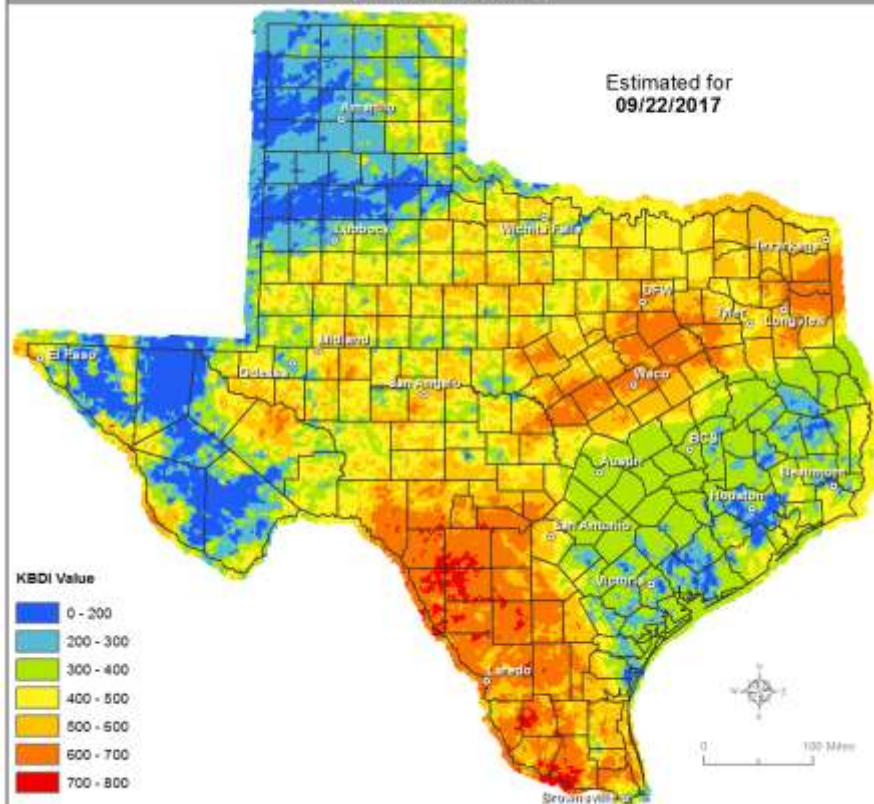 Estimated for
09/22/2017
Amarillo
Lubbock
Wichita Falls
Texarkana
DFW
Tyler
Longview
El Paso
Midland
Odessa
San Angelo
Waco
Austin
BCS
Beaumont
Houston
San Antonio
Victoria
Laredo
Brownsville
KBDI Value
0 - 200
200 - 300
300 - 400
400 - 500
500 - 600
600 - 700
700 - 800
N
W E
S
0 100 Miles